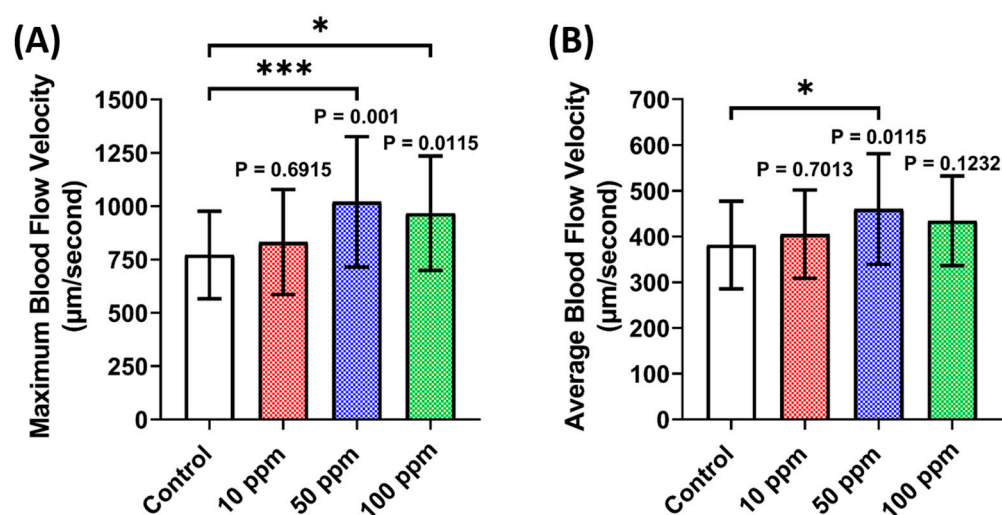 (A)
Maximum Blood Flow Velocity
(µm/second)
1500
1250
1000
750
500
250
0
*
***
P = 0.001
P = 0.6915
P = 0.0115
Control
10 ppm
50 ppm
100 ppm
(B)
Average Blood Flow Velocity
(µm/second)
700
600
500
400
300
200
100
0
*
P = 0.0115
P = 0.7013
P = 0.1232
Control
10 ppm
50 ppm
100 ppm